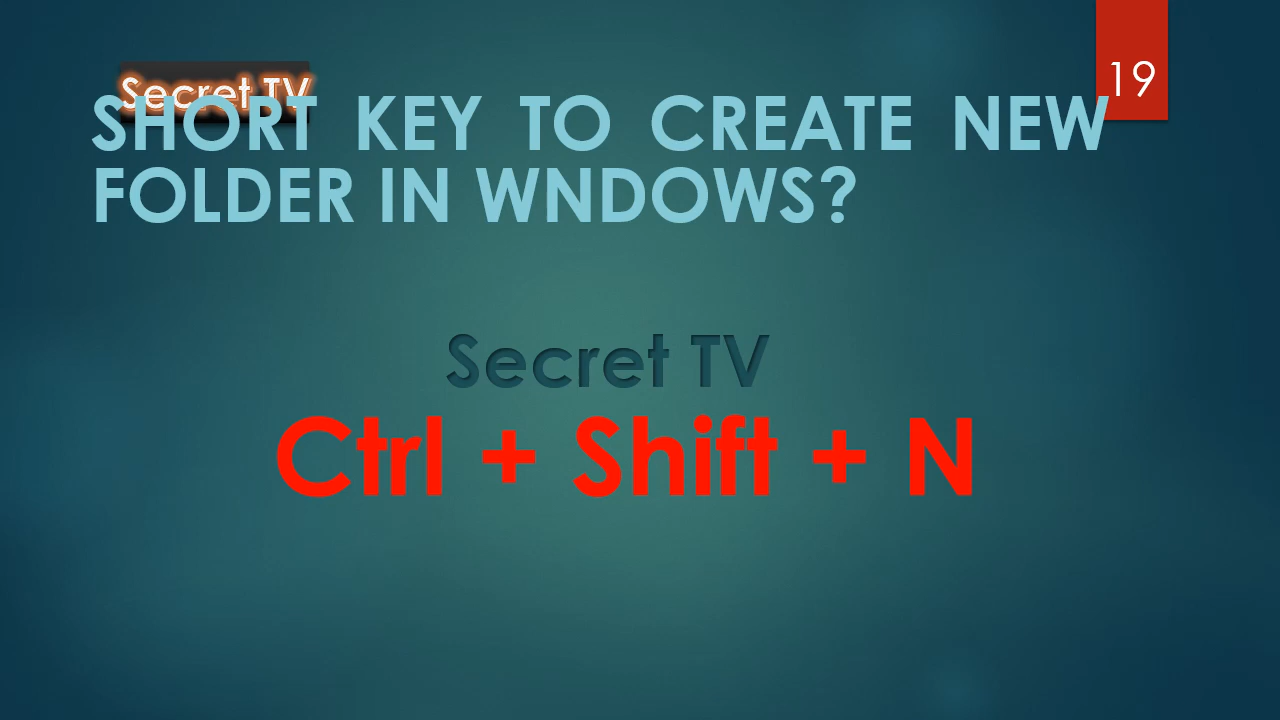 Secret TV
19
SHORT KEY TO CREATE NEW
FOLDER IN WNDOWS?
Secret TV
Ctrl + Shift + N